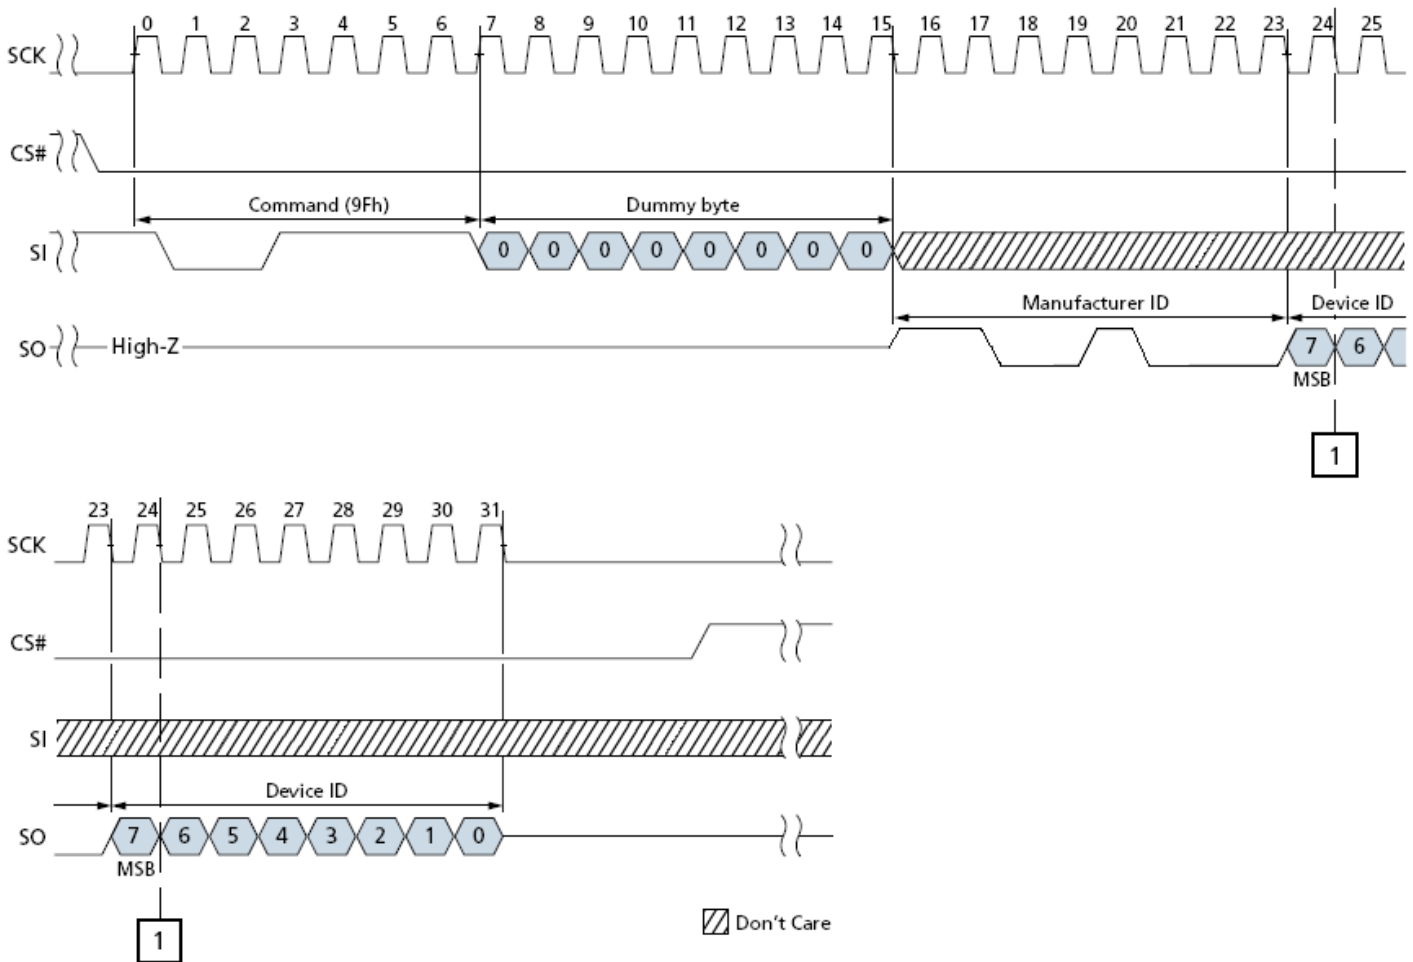 0 1 2 3 4 5 6 7 8 9 10 11 12 13 14 15 16 17 18 19 20 21 22 23 24 25
SCK
CS#
Command (9Fh) Dummy byte
SI 0 0 0 0 0 0 0 0
Manufacturer ID Device ID
SO High-Z 7 6
MSB
1
23 24 25 26 27 28 29 30 31
SCK
CS#
SI
Device ID
SO 7 6 5 4 3 2 1 0
MSB
1
Don't Care